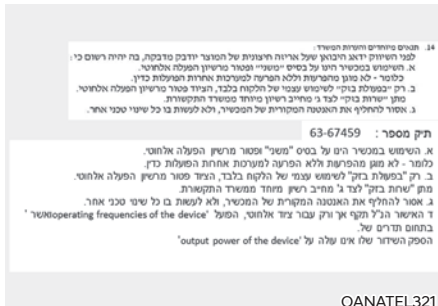 14. תנאים מיוחדים והערות המשרד :
לפני השיווק ידאג היבואן שעל אריזה חיצונית של המוצר יודבק מדבקה, בה יהיה רשום כי :
א. השימוש במכשיר הינו על בסיס "משני" ופטור מרשיון הפעלה אלחוטי.
כלומר - לא מוגן מהפרעות וללא הפרעה למערכות אחרות הפועלות כדין.
ב. רק "בפעולת בזק" לשימוש עצמי של הלקוח בלבד, הציוד פטור מרשיון הפעלה אלחוטי.
מתן "שרות בזק" לצד ג' מחייב רשיון מיוחד ממשרד התקשורת.
ג. אסור להחליף את האנטנה המקורית של המכשיר, ולא לעשות בו כל שינוי טכני אחר.
תיק מספר : 63-67459
א. השימוש במכשיר הינו על בסיס "משני" ופטור מרשיון הפעלה אלחוטי.
כלומר - לא מוגן מהפרעות וללא הפרעה למערכות אחרות הפועלות כדין.
ב. רק "בפעולת בזק" לשימוש עצמי של הלקוח בלבד, הציוד פטור מרשיון הפעלה אלחוטי.
מתן "שרות בזק" לצד ג' מחייב רשיון מיוחד ממשרד התקשורת.
ג. אסור להחליף את האנטנה המקורית של המכשיר, ולא לעשות בו כל שינוי טכני אחר.
ד האישור הנ"ל תקף אך ורק עבור ציוד אלחוטי, הפועל 'operating frequencies of the device ואשר '
בתחום תדרים של.
הספק השידור שלו אינו עולה על 'output power of the device'
QANATEL321